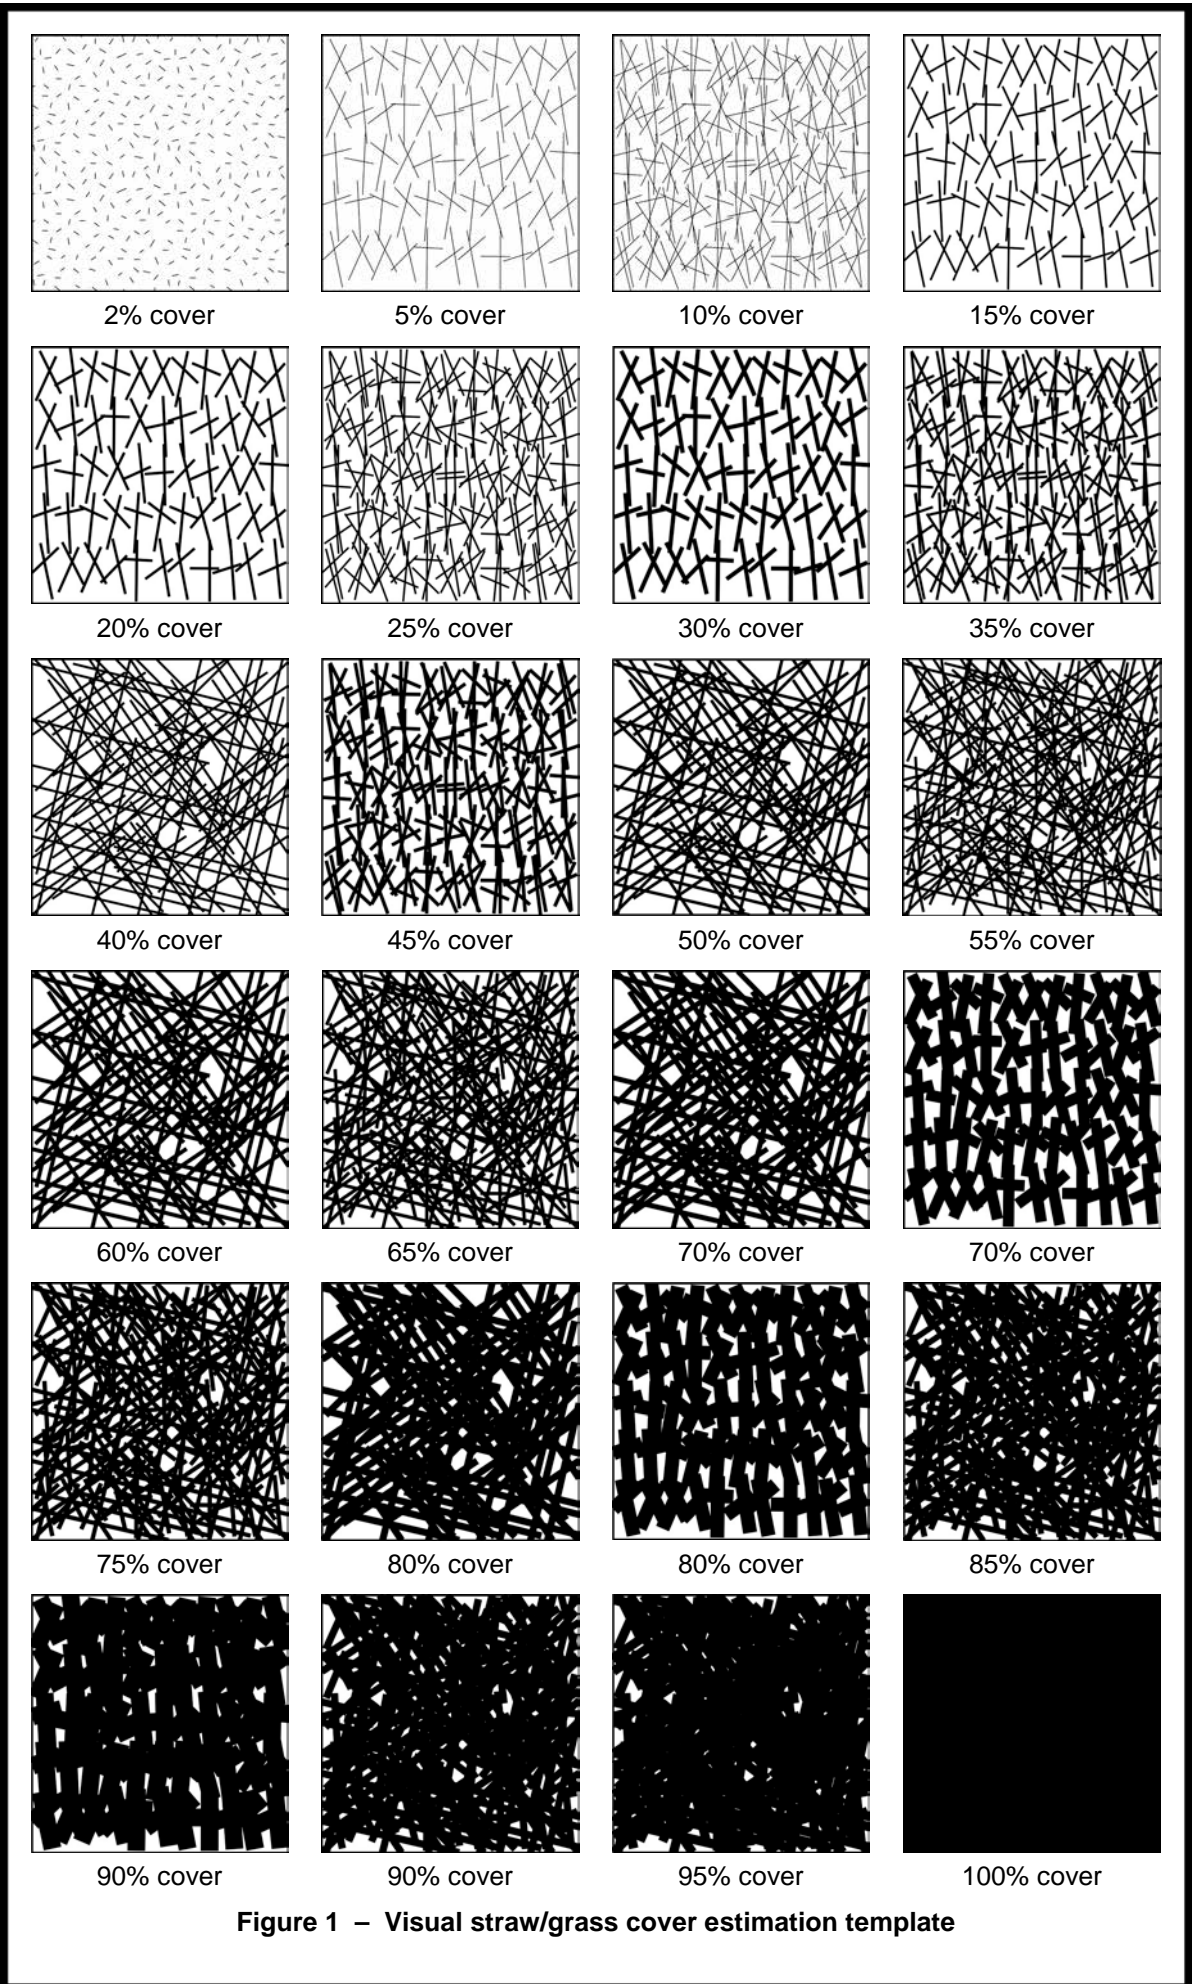 2% cover 5% cover 10% cover 15% cover
20% cover 25% cover 30% cover 35% cover
40% cover 45% cover 50% cover 55% cover
60% cover 65% cover 70% cover 70% cover
75% cover 80% cover 80% cover 85% cover
90% cover 90% cover 95% cover 100% cover
Figure 1 – Visual straw/grass cover estimation template